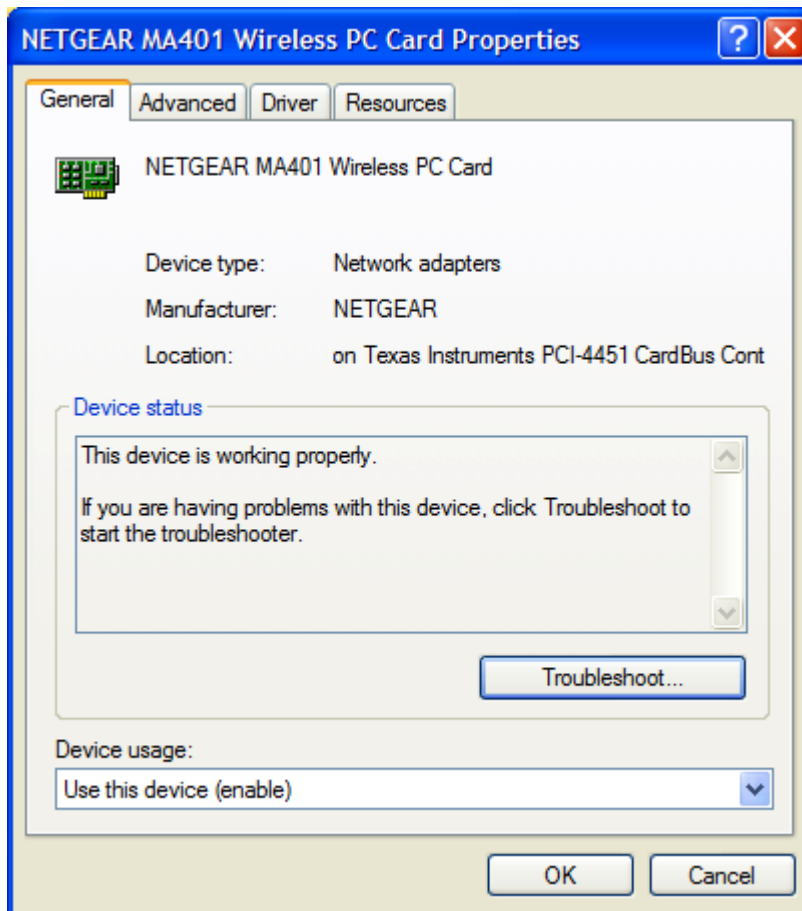 NETGEAR MA401 Wireless PC Card Properties
General Advanced Driver Resources
NETGEAR MA401 Wireless PC Card
Device type: Network adapters
Manufacturer: NETGEAR
Location: on Texas Instruments PCI-4451 CardBus Cont
Device status
This device is working properly.
If you are having problems with this device, click Troubleshoot to
start the troubleshooter.
Troubleshoot...
Device usage:
Use this device (enable)
OK Cancel